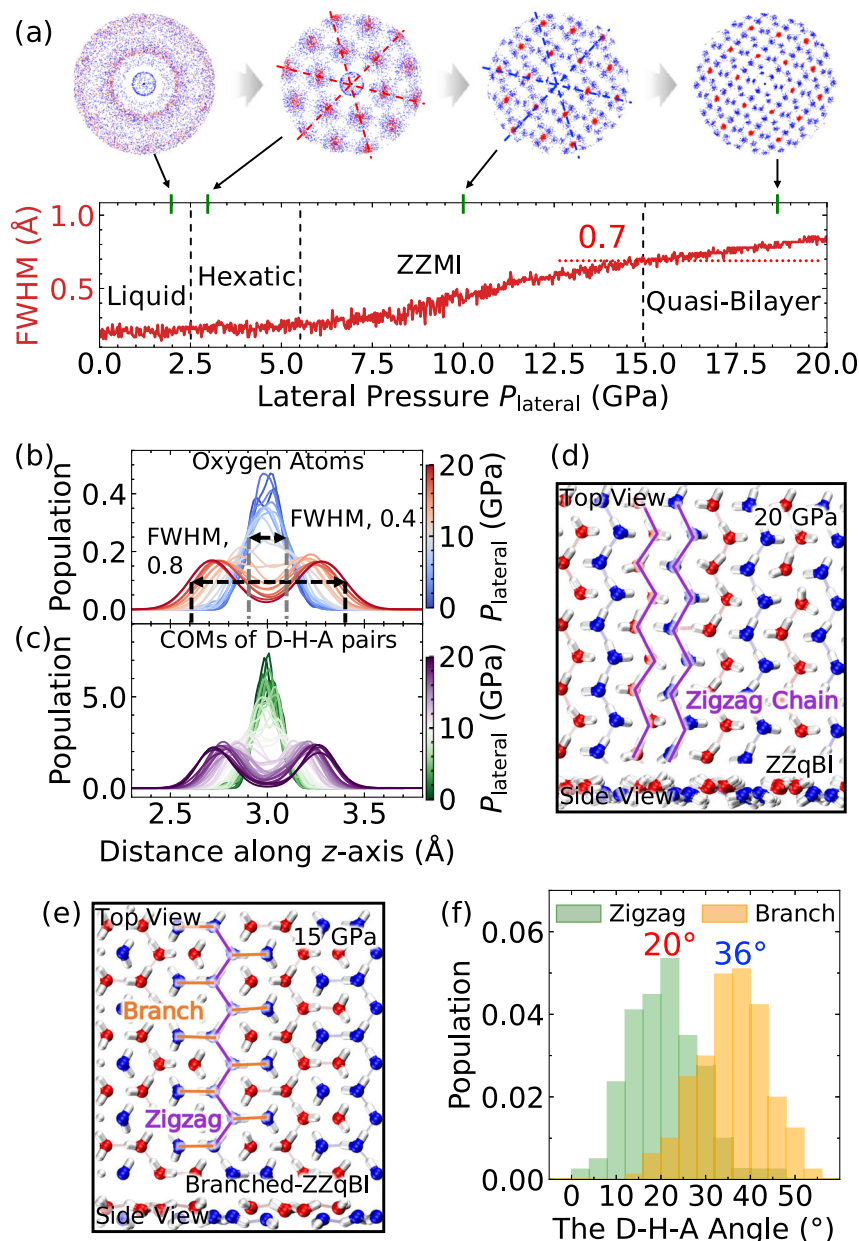 (a)
FWHM (Å)
1.0
0.5
Liquid
Hexatic
ZZMI
0.7
Quasi-Bilayer
0.0 2.5 5.0 7.5 10.0 12.5 15.0 17.5 20.0
Lateral Pressure Plateral (GPa)
(b)
Oxygen Atoms
Population
0.4
0.2
0.0
FWHM, 0.4
FWHM,
0.8
20
10
0
Plateral (GPa)
(c)
COMs of D-H-A pairs
Population
5.0
0.0
20
10
0
Plateral (GPa)
2.5 3.0 3.5
Distance along z-axis (Å)
(d)
Top View
20 GPa
Zigzag Chain
ZZqBI
Side View
(e)
Top View
15 GPa
Branch
Zigzag
Branched-ZZqBI
Side View
(f)
Zigzag Branch
20° 36°
Population
0.06
0.04
0.02
0.00
0 10 20 30 40 50
The D-H-A Angle (°)